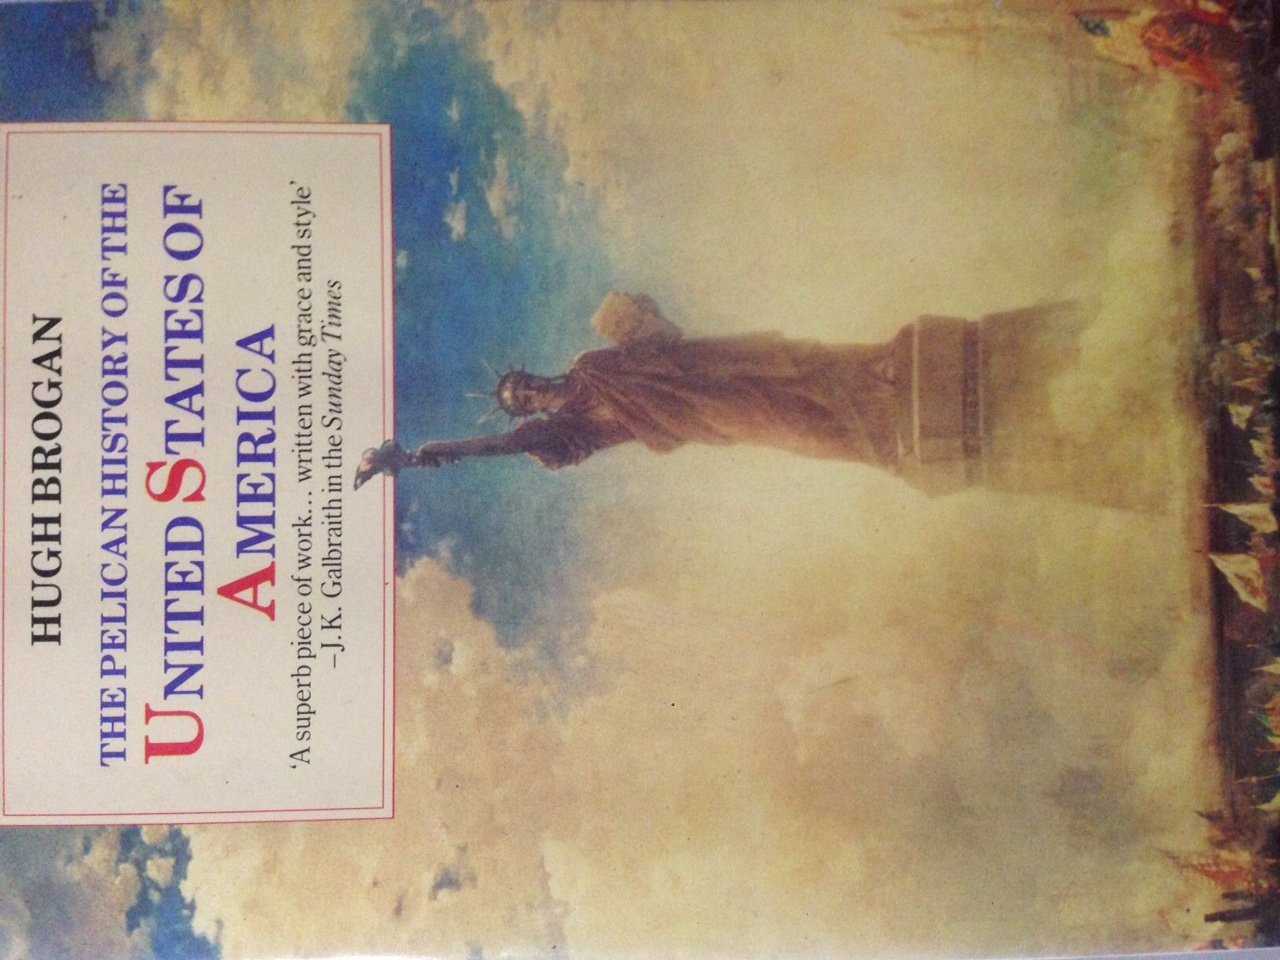 HUGH BROGAN
THE PELICAN HISTORY OF THE
UNITED STATES OF
AMERICA
‘A superb piece of work... written with grace and style’
–J.K. Galbraith in the Sunday Times